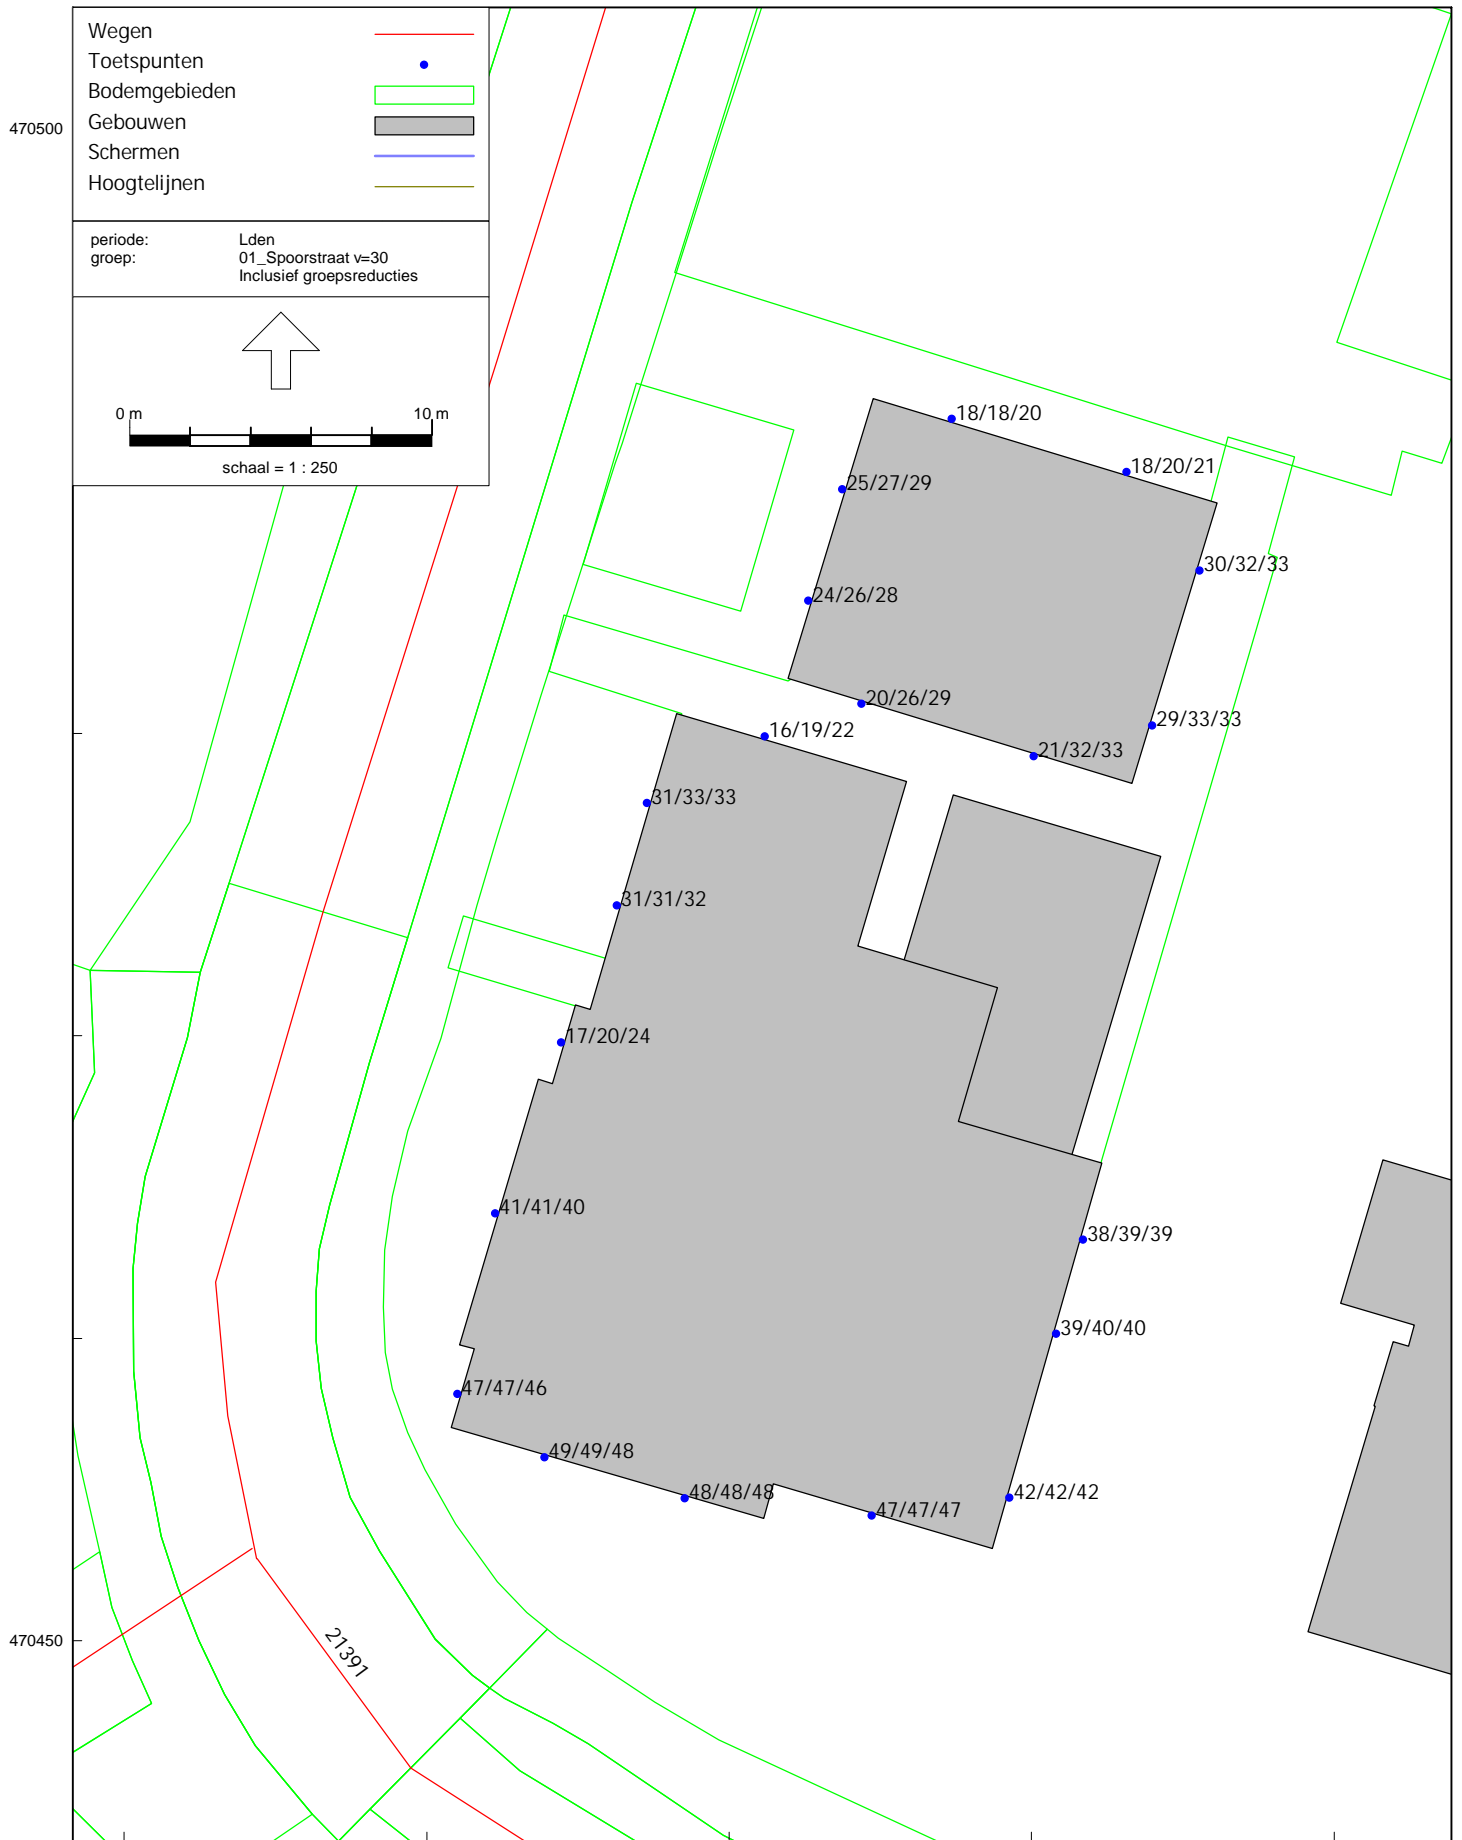 Wegen
Toetspunten
Bodemgebieden
Gebouwen
Schermen
Hoogtelijnen
periode: Lden
groep: 01_Spoorstraat v=30
Inclusief groepsreducties
0 m 10 m
schaal = 1 : 250
470500
18/18/20
18/20/21
25/27/29
30/32/33
24/26/28
20/26/29
29/33/33
16/19/22
21/32/33
31/33/33
31/31/32
17/20/24
41/41/40
38/39/39
39/40/40
47/47/46
49/49/48
48/48/48
42/42/42
47/47/47
470450
21391